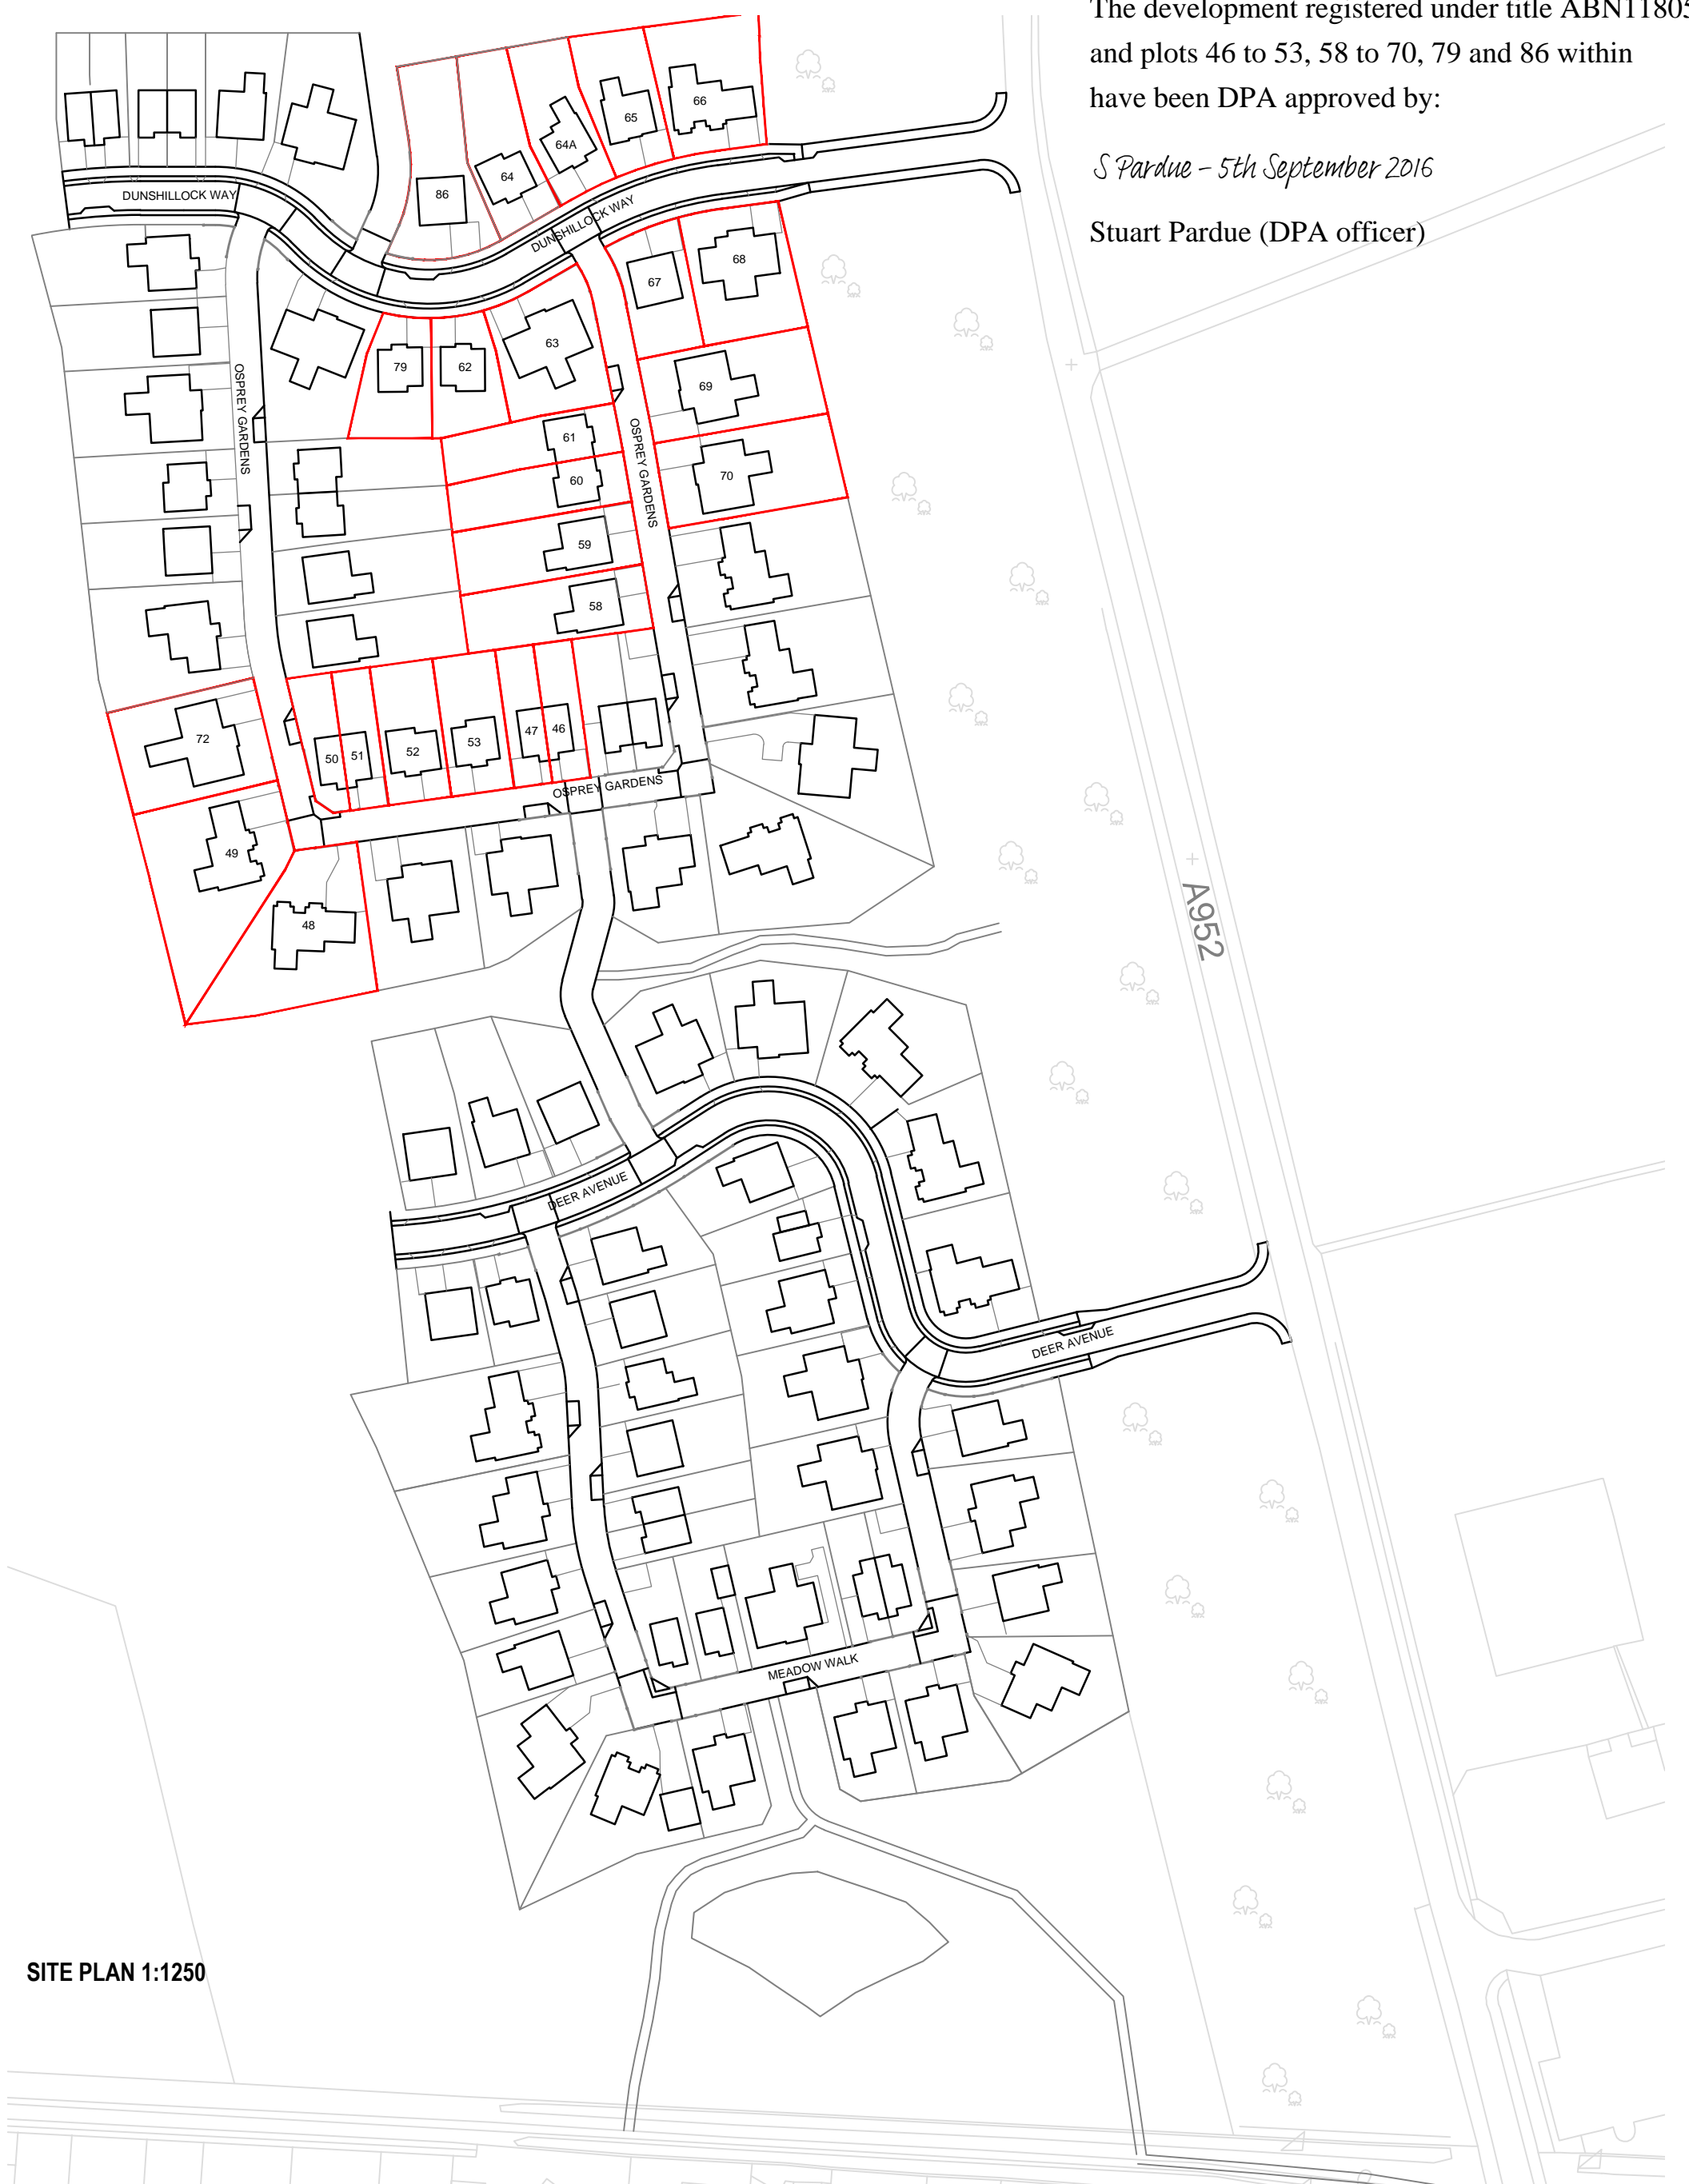 The development registered under title ABN11805
and plots 46 to 53, 58 to 70, 79 and 86 within
have been DPA approved by:
S Pardue - 5th September 2016
Stuart Pardue (DPA officer)
66
65
64A
64
86
DUNSHILLOCK WAY
DUNSHILLOCK WAY
68
67
63
79
62
69
OSPREY GARDENS
OSPREY GARDENS
61
60
70
59
58
72
50
51
52
53
47
46
OSPREY GARDENS
49
48
A952
DEER AVENUE
DEER AVENUE
MEADOW WALK
SITE PLAN 1:1250